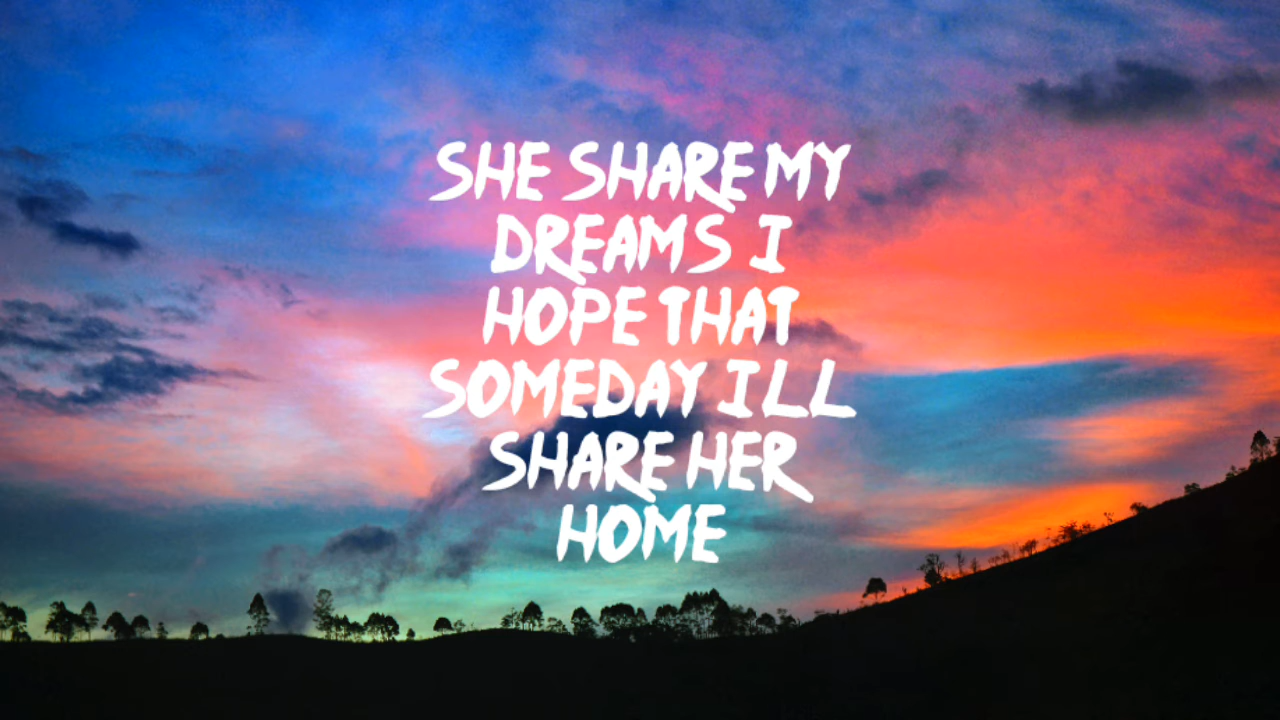 SHE SHARE MY
DREAMS I
HOPE THAT
SOMEDAY ILL
SHARE HER
HOME